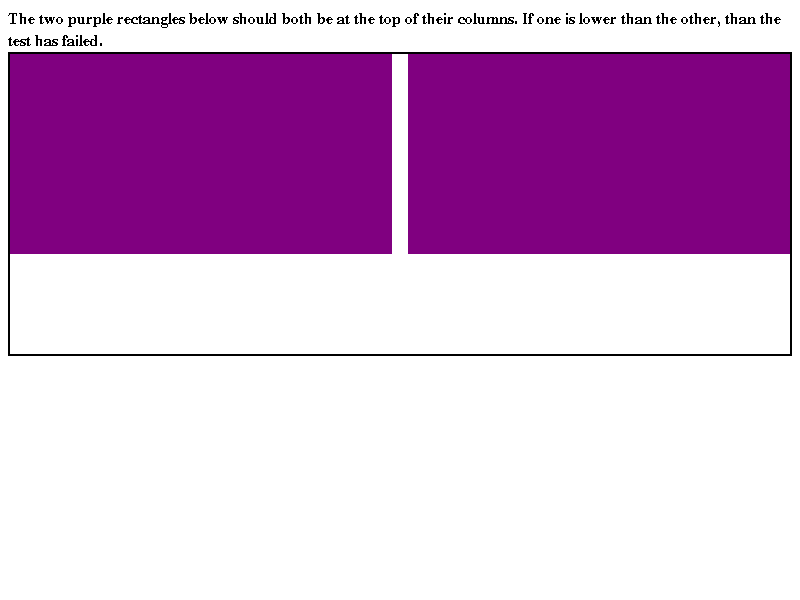 The two purple rectangles below should both be at the top of their columns. If one is lower than the other, than the
test has failed.